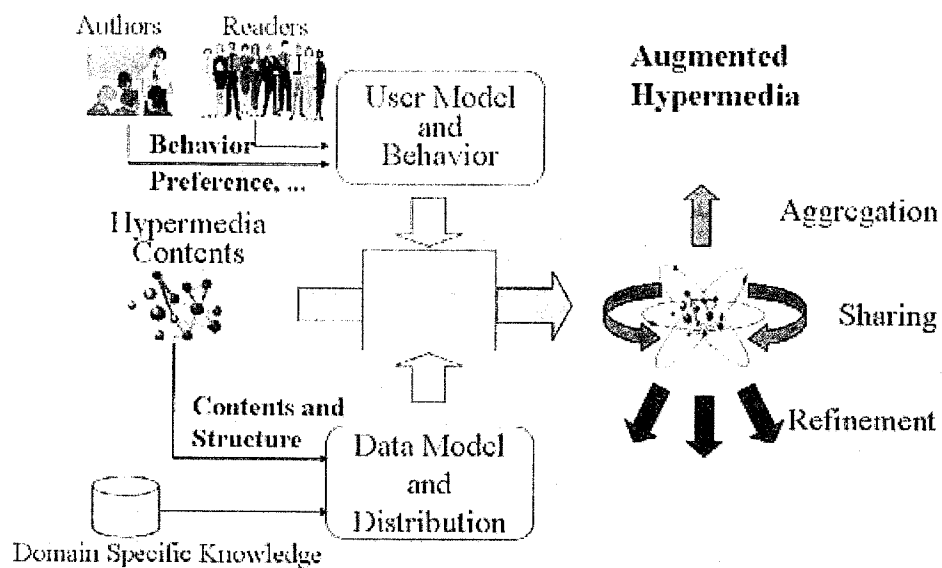 Authors
Readers
Augmented
Hypermedia
User Model
and
Behavior
Behavior
Preference, ...
Hypermedia
Contents
Aggregation
Sharing
Contents and
Structure
Refinement
Data Model
and
Distribution
Domain Specific Knowledge